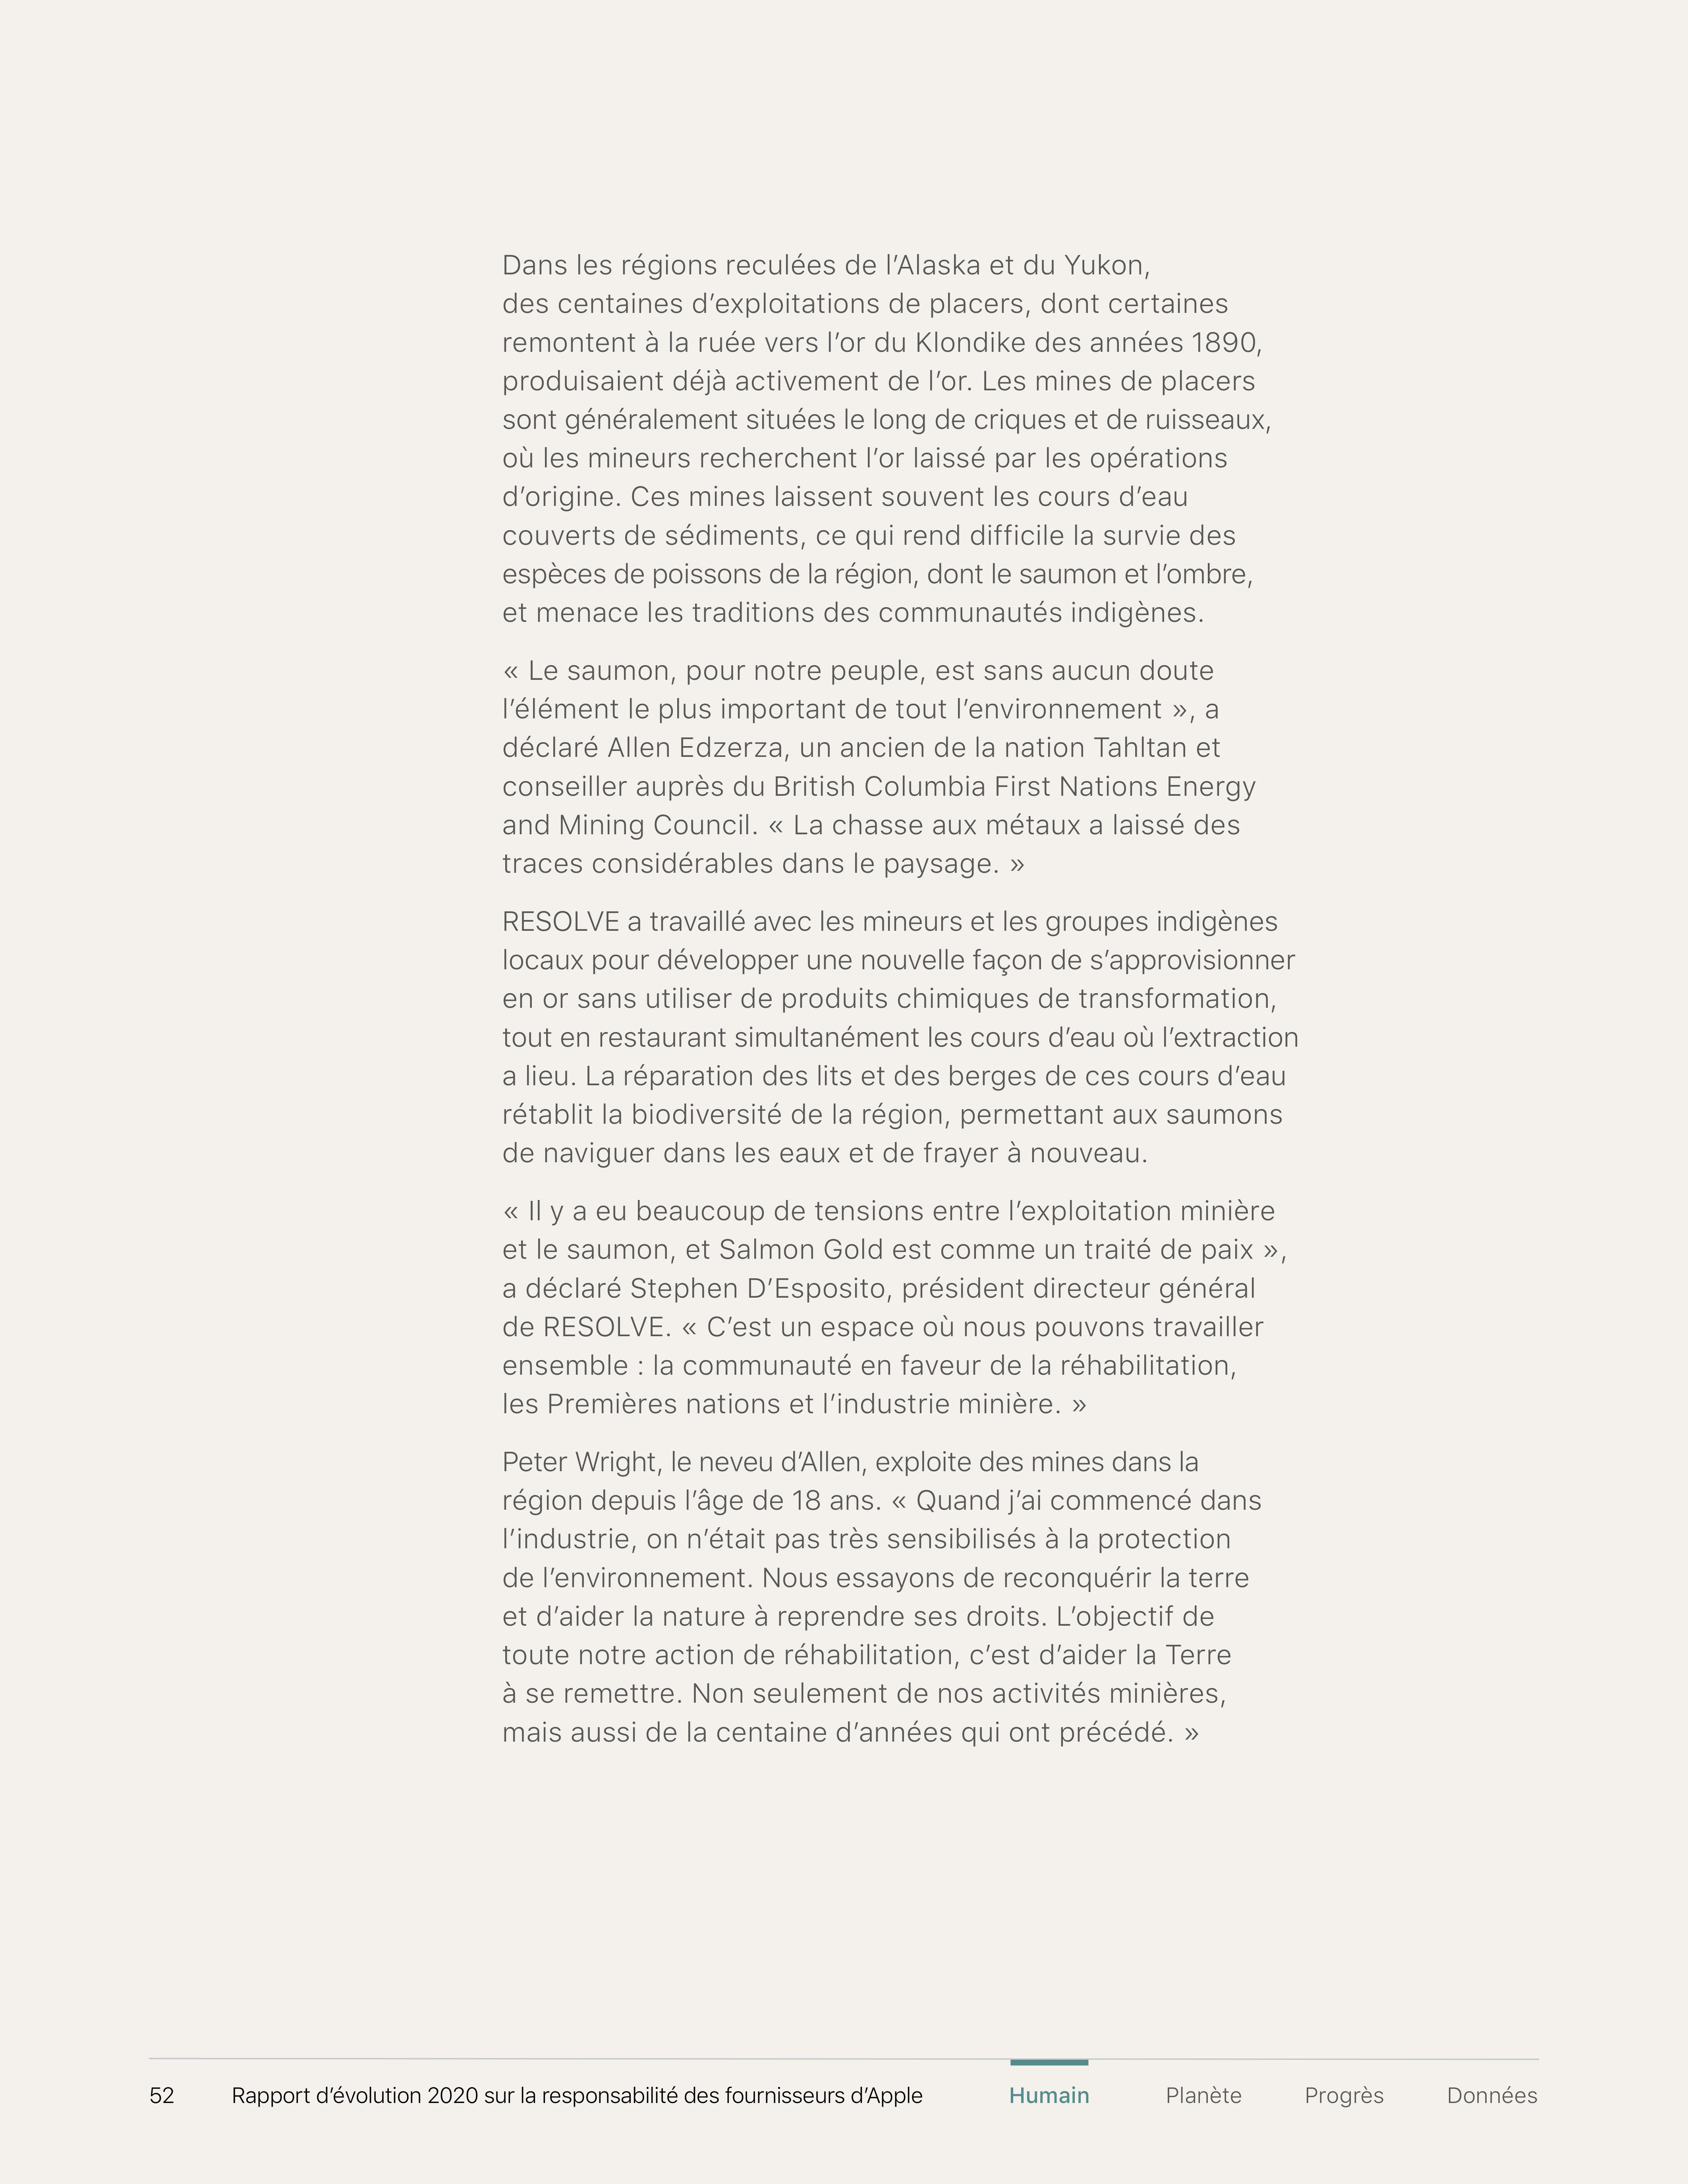 Dans les régions reculées de l’Alaska et du Yukon,
des centaines d’exploitations de placers, dont certaines
remontent à la ruée vers l’or du Klondike des années 1890,
produisaient déjà activement de l’or. Les mines de placers
sont généralement situées le long de criques et de ruisseaux,
où les mineurs recherchent l’or laissé par les opérations
d’origine. Ces mines laissent souvent les cours d’eau
couverts de sédiments, ce qui rend difficile la survie des
espèces de poissons de la région, dont le saumon et l’ombre,
et menace les traditions des communautés indigènes.
« Le saumon, pour notre peuple, est sans aucun doute
l’élément le plus important de tout l’environnement », a
déclaré Allen Edzerza, un ancien de la nation Tahltan et
conseiller auprès du British Columbia First Nations Energy
and Mining Council. « La chasse aux métaux a laissé des
traces considérables dans le paysage. »
RESOLVE a travaillé avec les mineurs et les groupes indigènes
locaux pour développer une nouvelle façon de s’approvisionner
en or sans utiliser de produits chimiques de transformation,
tout en restaurant simultanément les cours d’eau où l’extraction
a lieu. La réparation des lits et des berges de ces cours d’eau
rétablit la biodiversité de la région, permettant aux saumons
de naviguer dans les eaux et de frayer à nouveau.
« Il y a eu beaucoup de tensions entre l’exploitation minière
et le saumon, et Salmon Gold est comme un traité de paix »,
a déclaré Stephen D’Esposito, président directeur général
de RESOLVE. « C’est un espace où nous pouvons travailler
ensemble : la communauté en faveur de la réhabilitation,
les Premières nations et l’industrie minière. »
Peter Wright, le neveu d’Allen, exploite des mines dans la
région depuis l’âge de 18 ans. « Quand j’ai commencé dans
l’industrie, on n’était pas très sensibilisés à la protection
de l’environnement. Nous essayons de reconquérir la terre
et d’aider la nature à reprendre ses droits. L’objectif de
toute notre action de réhabilitation, c’est d’aider la Terre
à se remettre. Non seulement de nos activités minières,
mais aussi de la centaine d’années qui ont précédé. »
52 Rapport d’évolution 2020 sur la responsabilité des fournisseurs d’Apple Humain Planète Progrès Données